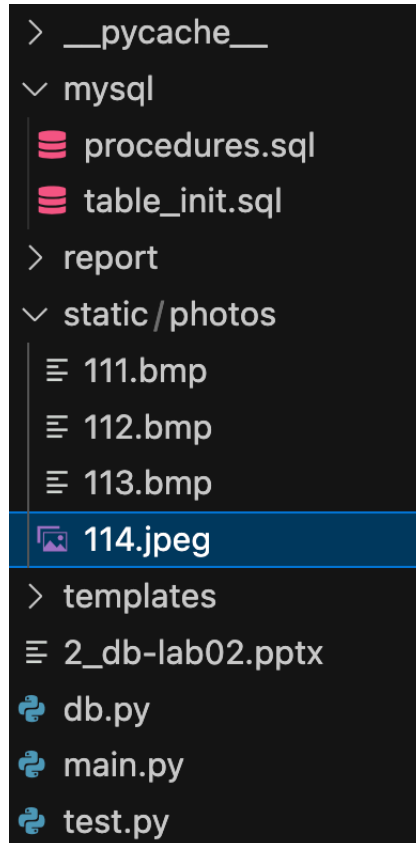 __pycache__
mysql
procedures.sql
table_init.sql
report
static/photos
111.bmp
112.bmp
113.bmp
114.jpeg
templates
2_db-lab02.pptx
db.py
main.py
test.py